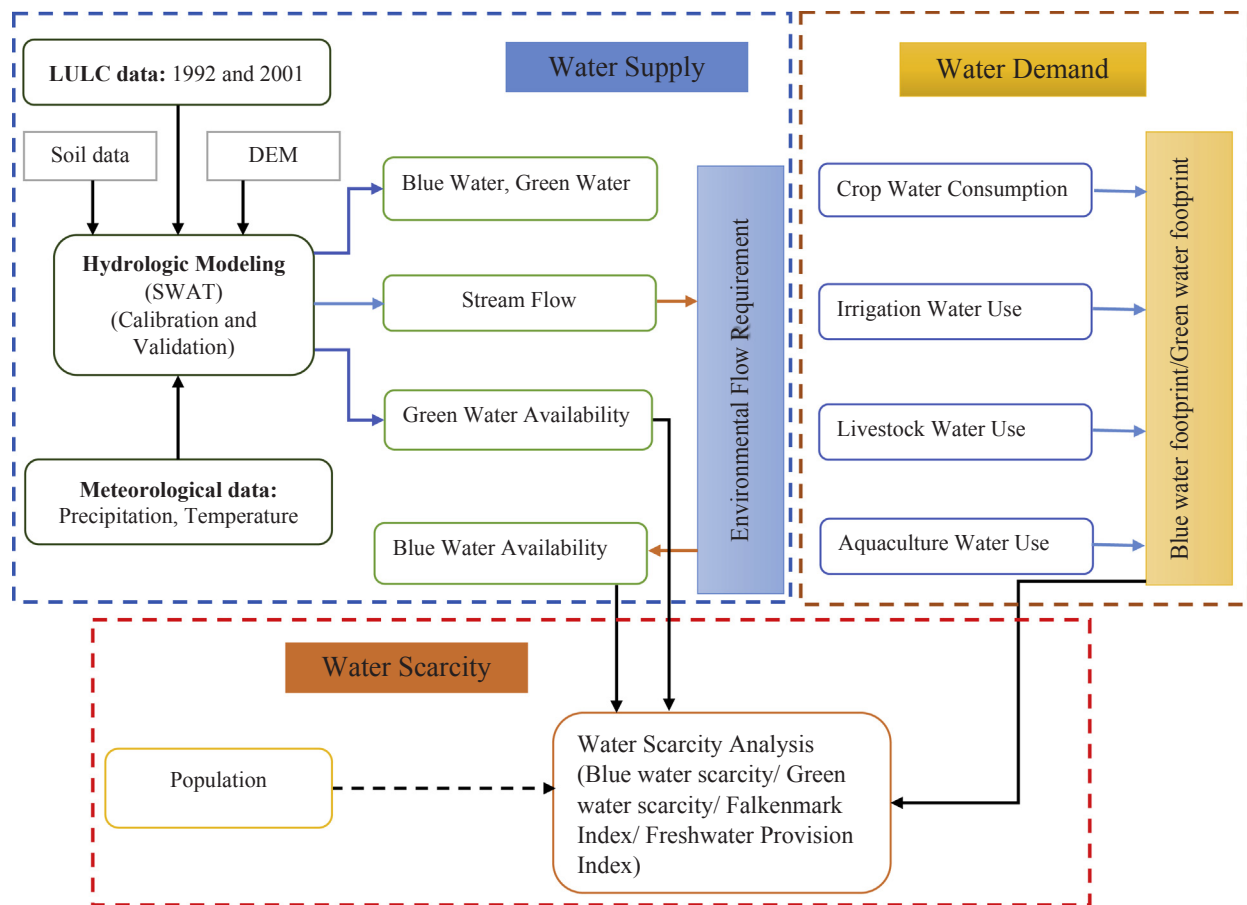 LULC data: 1992 and 2001
Water Supply
Water Demand
Soil data
DEM
Blue Water, Green Water
Crop Water Consumption
Hydrologic Modeling
(SWAT)
(Calibration and
Validation)
Stream Flow
Environmental Flow Requirement
Irrigation Water Use
Blue water footprint/Green water footprint
Green Water Availability
Livestock Water Use
Meteorological data:
Precipitation, Temperature
Blue Water Availability
Aquaculture Water Use
Water Scarcity
Population
Water Scarcity Analysis
(Blue water scarcity/ Green
water scarcity/ Falkenmark
Index/ Freshwater Provision
Index)